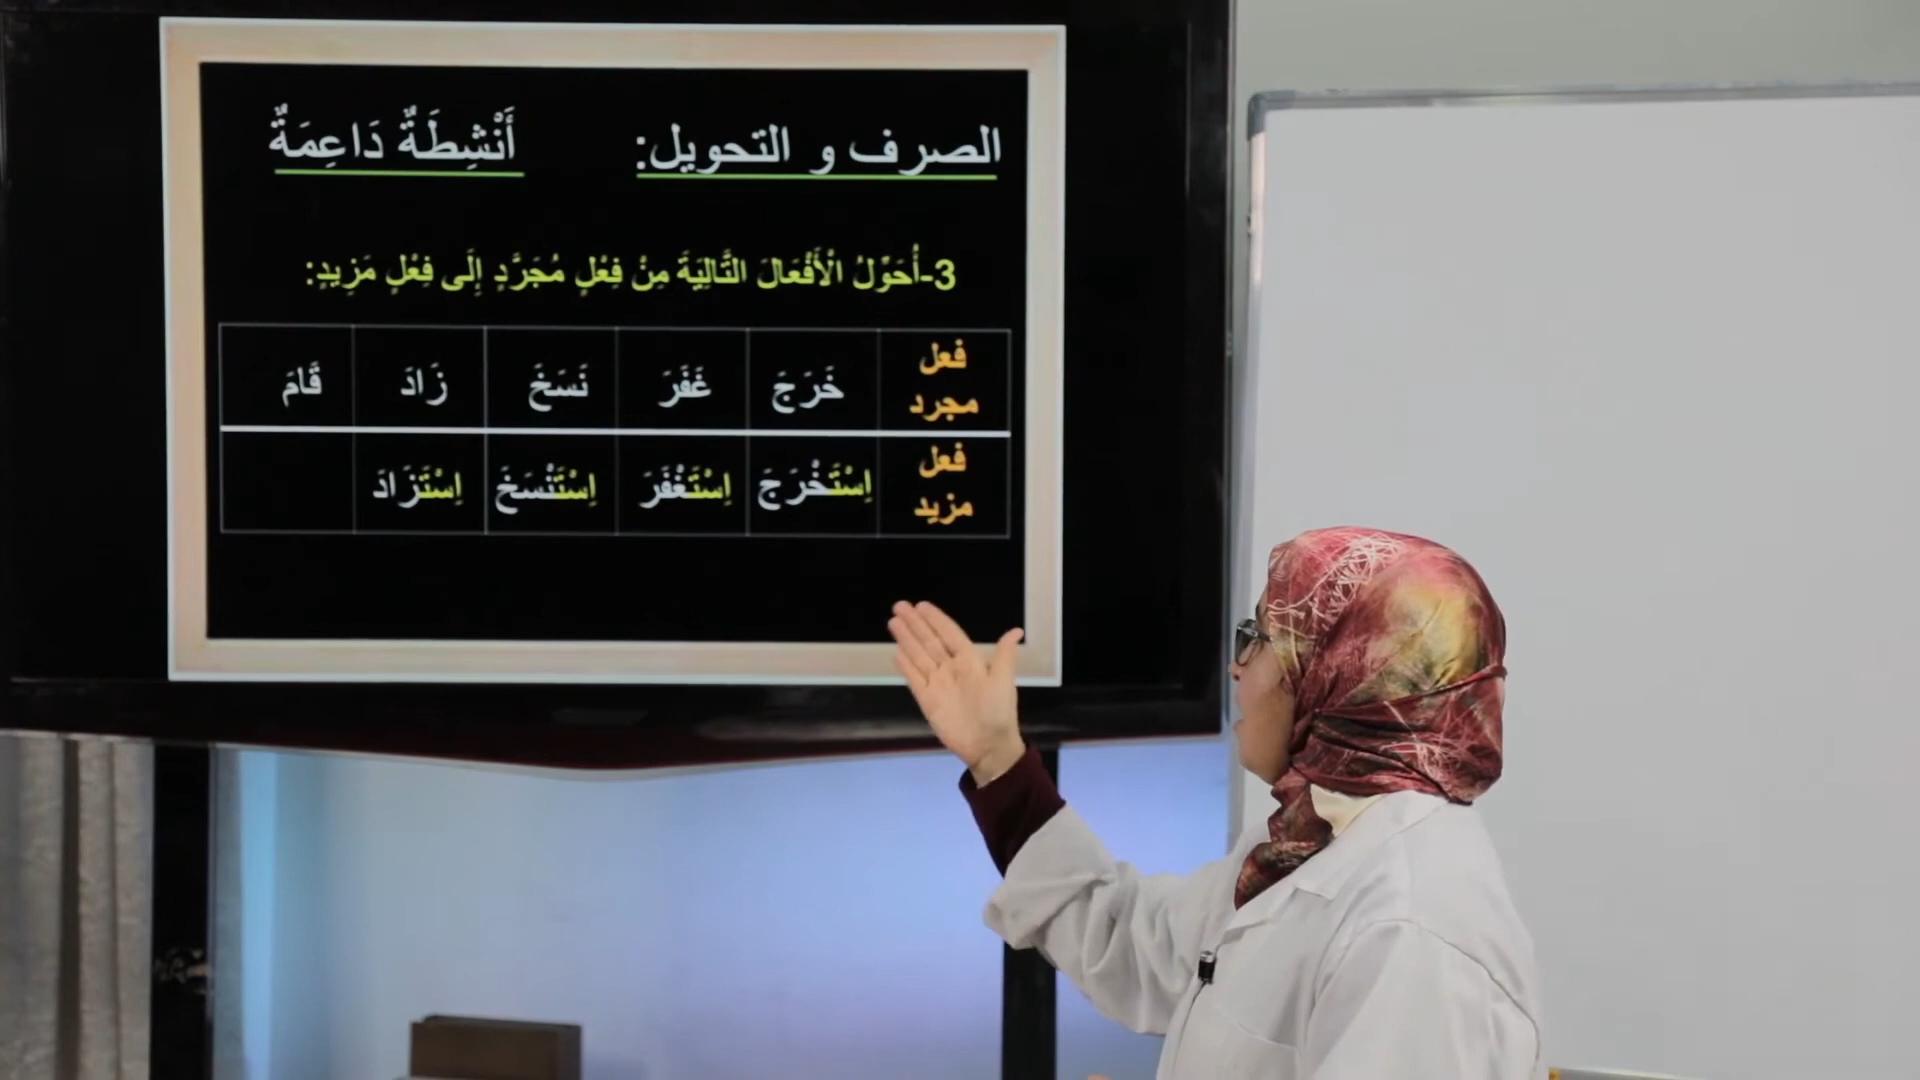 الصرف و التحويل: أَنْشِطَةٌ دَاعِمَةٌ
3-أُحَوِّلُ الْأَفْعَالَ التَّالِيَةَ مِنْ فِعْلٍ مُجَرَّدٍ إِلَى فِعْلٍ مَزِيدٍ:
فعل مجرد خَرَجَ غَفَرَ نَسَخَ زَادَ قَامَ
فعل مزيد اِسْتَخْرَجَ اِسْتَغْفَرَ اِسْتَنْسَخَ اِسْتَزَادَ